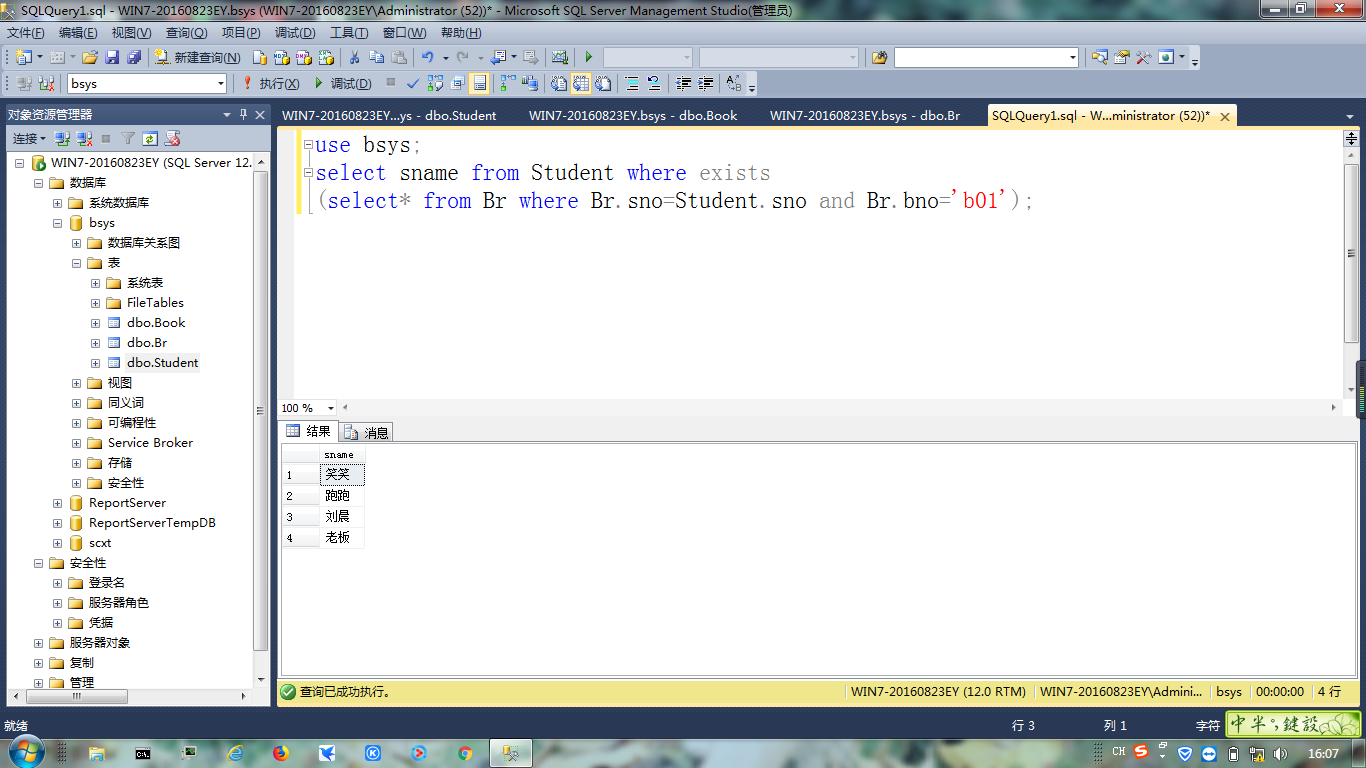 SQLQuery1.sql - WIN7-20160823EY.bsys (WIN7-20160823EY\Administrator (52))* - Microsoft SQL Server Management Studio(管理员)
文件(F) 编辑(E) 视图(V) 查询(Q) 项目(P) 调试(D) 工具(T) 窗口(W) 帮助(H)
新建查询(N)
bsys 执行(X) 调试(D)
对象资源管理器
连接
WIN7-20160823EY (SQL Server 12.
数据库
系统数据库
bsys
数据库关系图
表
系统表
FileTables
dbo.Book
dbo.Br
dbo.Student
视图
同义词
可编程性
Service Broker
存储
安全性
ReportServer
ReportServerTempDB
scxt
安全性
登录名
服务器角色
凭据
服务器对象
复制
管理
WIN7-20160823EY...ys - dbo.Student WIN7-20160823EY.bsys - dbo.Book WIN7-20160823EY.bsys - dbo.Br SQLQuery1.sql - W...ministrator (52))*
use bsys;
select sname from Student where exists
(select* from Br where Br.sno=Student.sno and Br.bno='b01');
100 %
结果 消息
sname
1 笑笑
2 跑跑
3 刘晨
4 老板
查询已成功执行。 WIN7-20160823EY (12.0 RTM) WIN7-20160823EY\Admini... bsys 00:00:00 4 行
就绪 行 3 列 1 字符
中半°,鍵設
CH 16:07